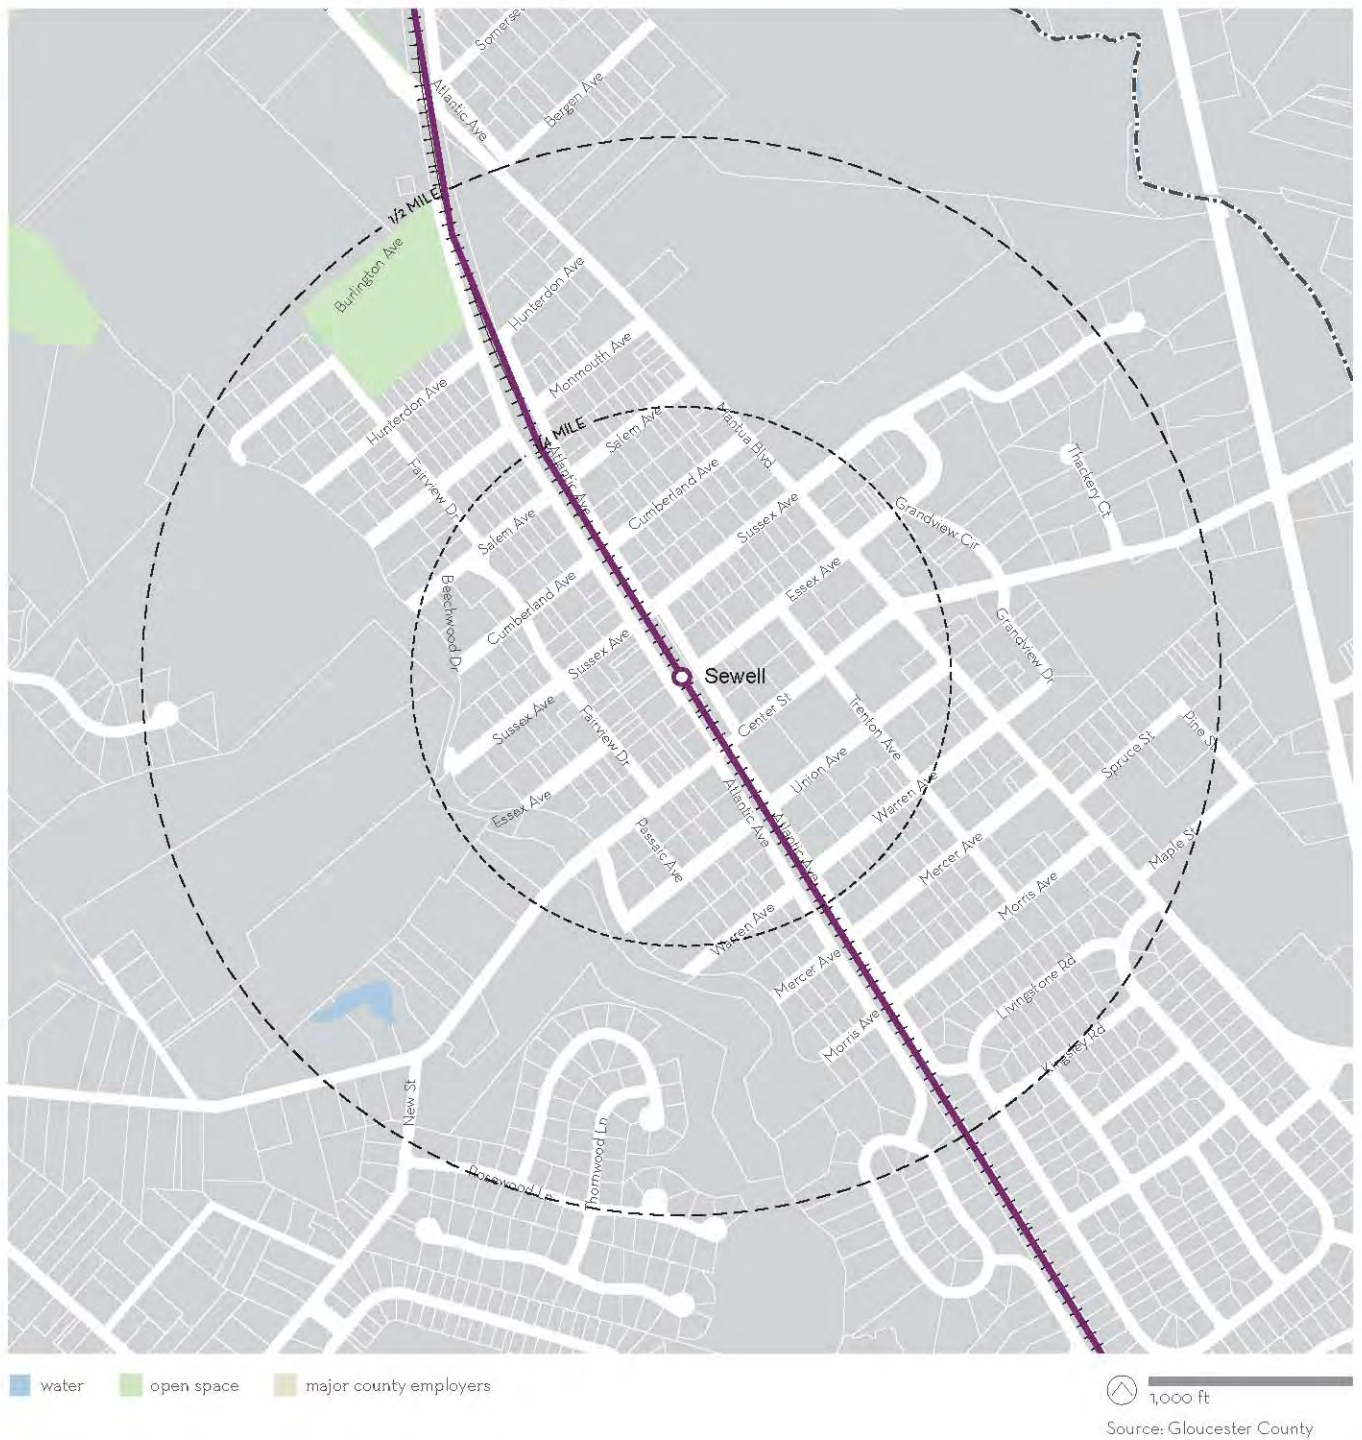 Somerset
Atlantic Ave
Bergen Ave
1/2 MILE
Burlington Ave
Hunterdon Ave
Monmouth Ave
Hunterdon Ave
1/4 MILE
Salem Ave
Mantua Blvd
Atlantic Ave
Fairview Dr
Cumberland Ave
Thackery Ct
Sussex Ave
Grandview Cir
Salem Ave
Essex Ave
Beechwood Dr
Cumberland Ave
Sussex Ave
Grandview Dr
Sewell
Sussex Ave
Fairview Dr
Center St
Trenton Ave
Pine St
Spruce St
Union Ave
Essex Ave
Atlantic Ave
Warren Ave
Passaic Ave
Atlantic Ave
Mercer Ave
Maple St
Morris Ave
Warren Ave
Mercer Ave
Livingstone Rd
Morris Ave
Kingsley Rd
New St
Thornwood Ln
Rosewood Ln
water
open space
major county employers
1,000 ft
Source: Gloucester County